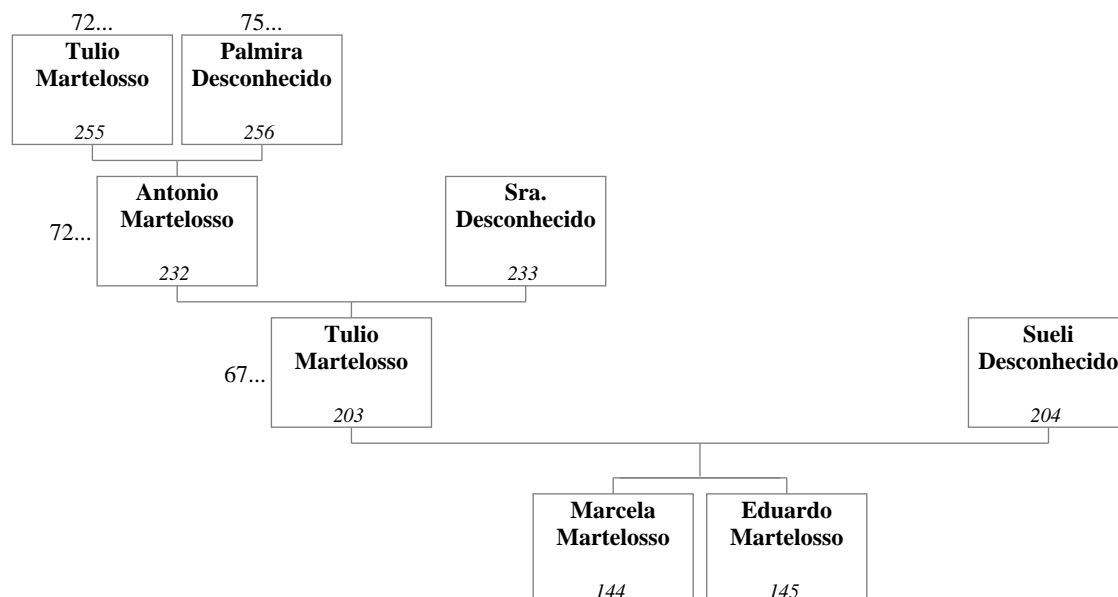 72...
75...
Tulio
Martelosso
255
Palmira
Desconhecido
256
72...
Antonio
Martelosso
232
Sra.
Desconhecido
233
67...
Tulio
Martelosso
203
Sueli
Desconhecido
204
Marcela
Martelosso
144
Eduardo
Martelosso
145